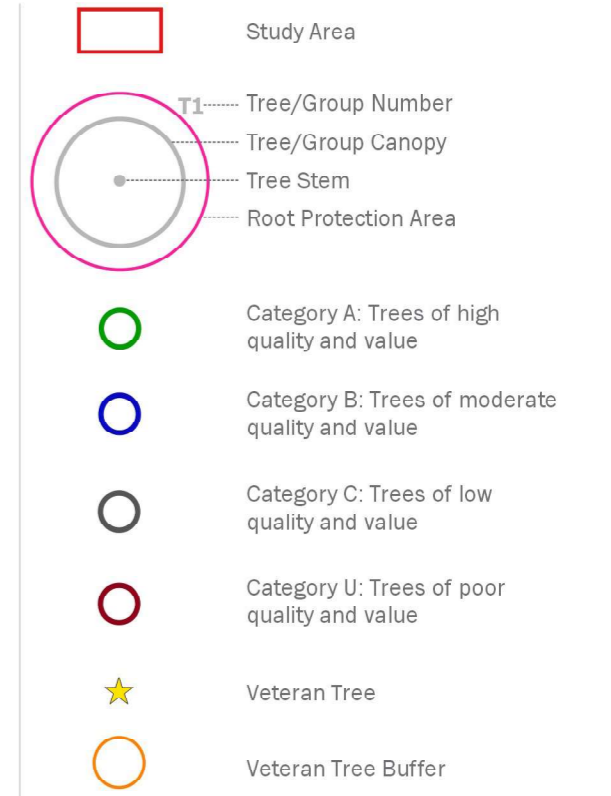 Study Area
T1
Tree/Group Number
Tree/Group Canopy
Tree Stem
Root Protection Area
Category A: Trees of high
quality and value
Category B: Trees of moderate
quality and value
Category C: Trees of low
quality and value
Category U: Trees of poor
quality and value
Veteran Tree
Veteran Tree Buffer